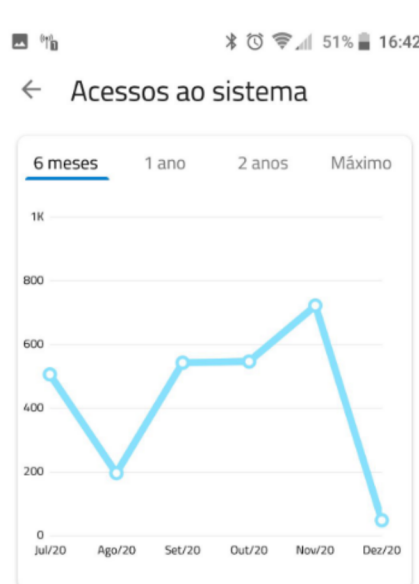 51% 16:42
Acessos ao sistema
6 meses 1 ano 2 anos Máximo
1K
800
600
400
200
0
Jul/20 Ago/20 Set/20 Out/20 Nov/20 Dez/20